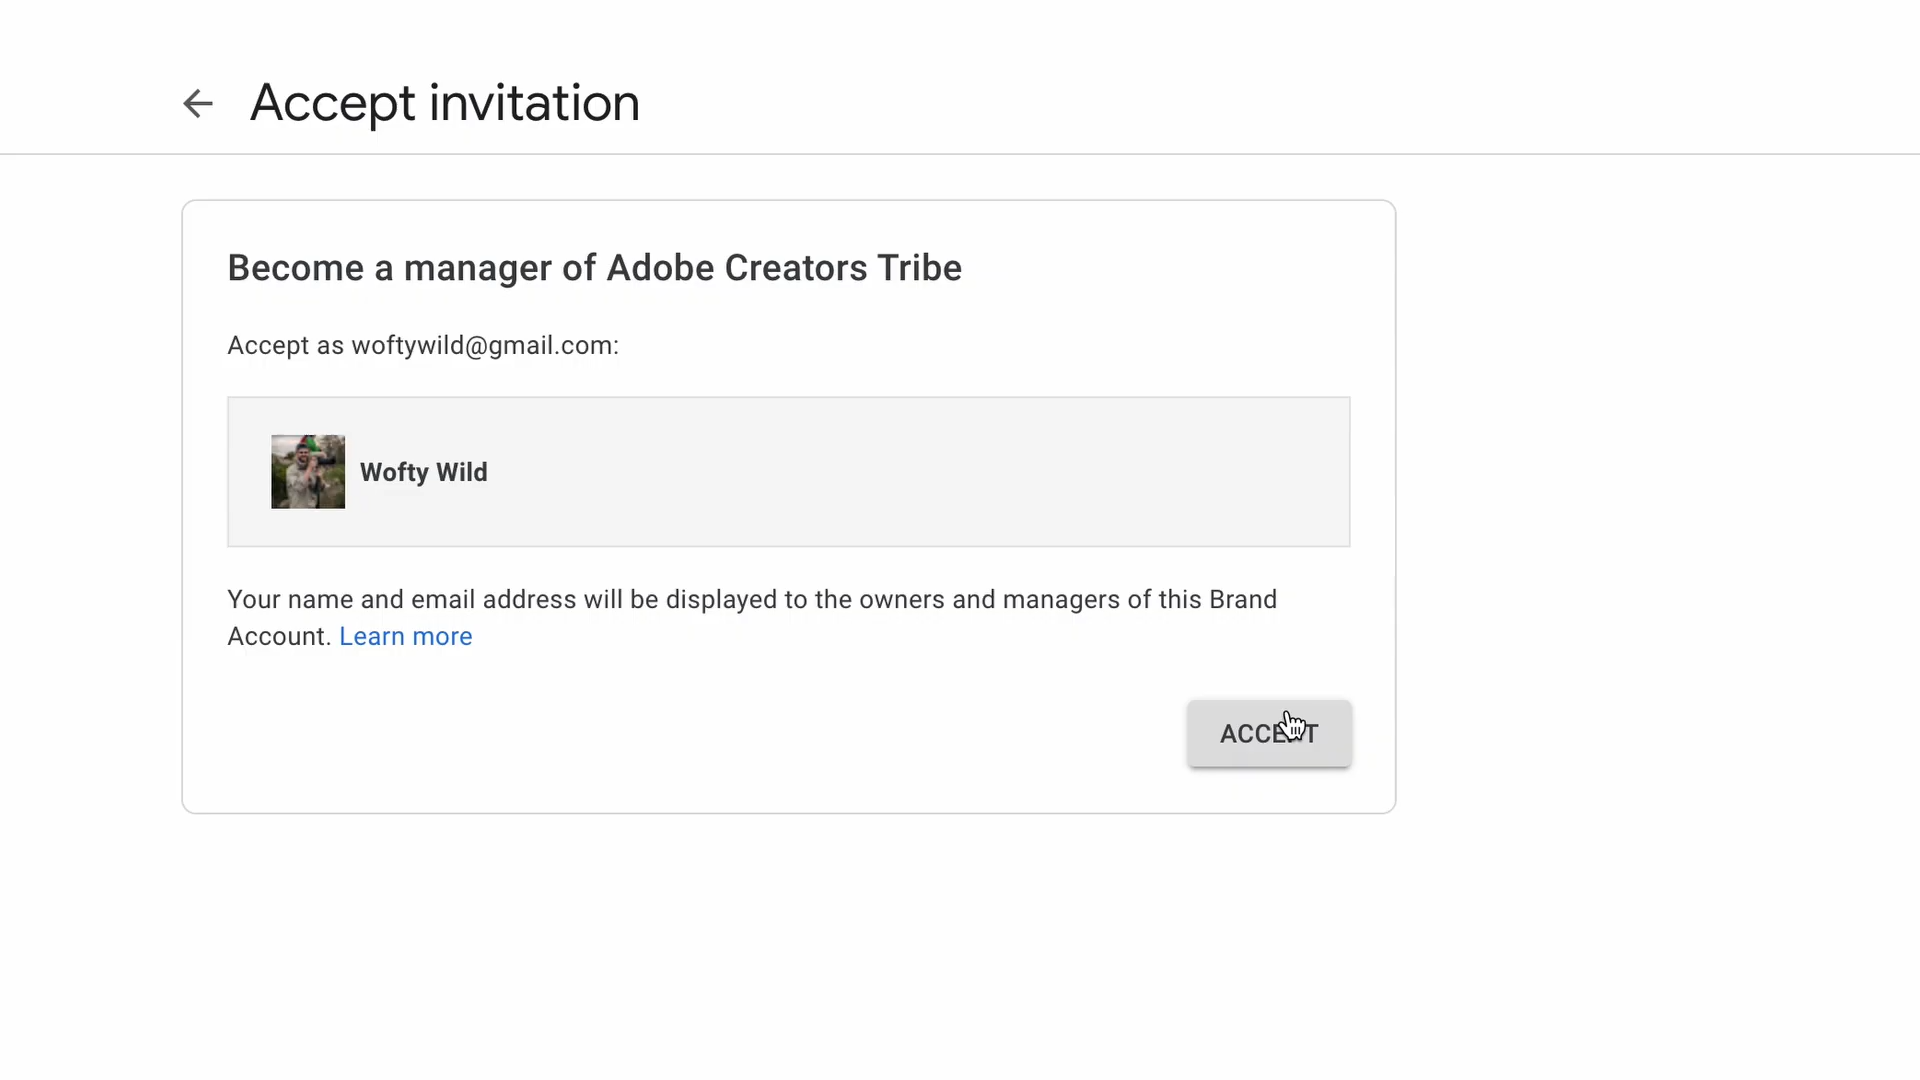 Accept invitation
Become a manager of Adobe Creators Tribe
Accept as woftywild@gmail.com:
Wofty Wild
Your name and email address will be displayed to the owners and managers of this Brand
Account. Learn more
ACCEPT